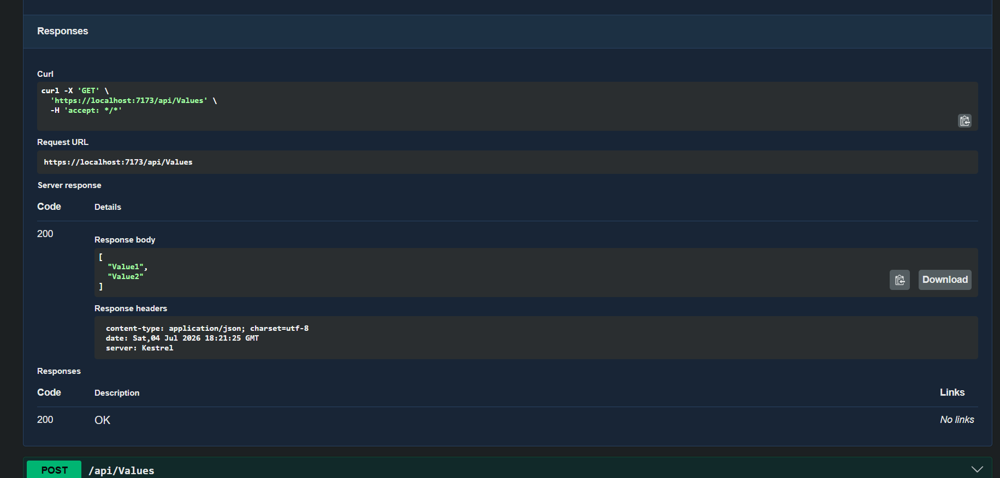 Responses
Curl
curl -X 'GET' \
'https://localhost:7173/api/Values' \
-H 'accept: */*'
Request URL
https://localhost:7173/api/Values
Server response
Code Details
200
Response body
[
"Value1",
"Value2"
]
Download
Response headers
content-type: application/json; charset=utf-8
date: Sat,04 Jul 2026 18:21:25 GMT
server: Kestrel
Responses
Code Description Links
200 OK No links
POST /api/Values